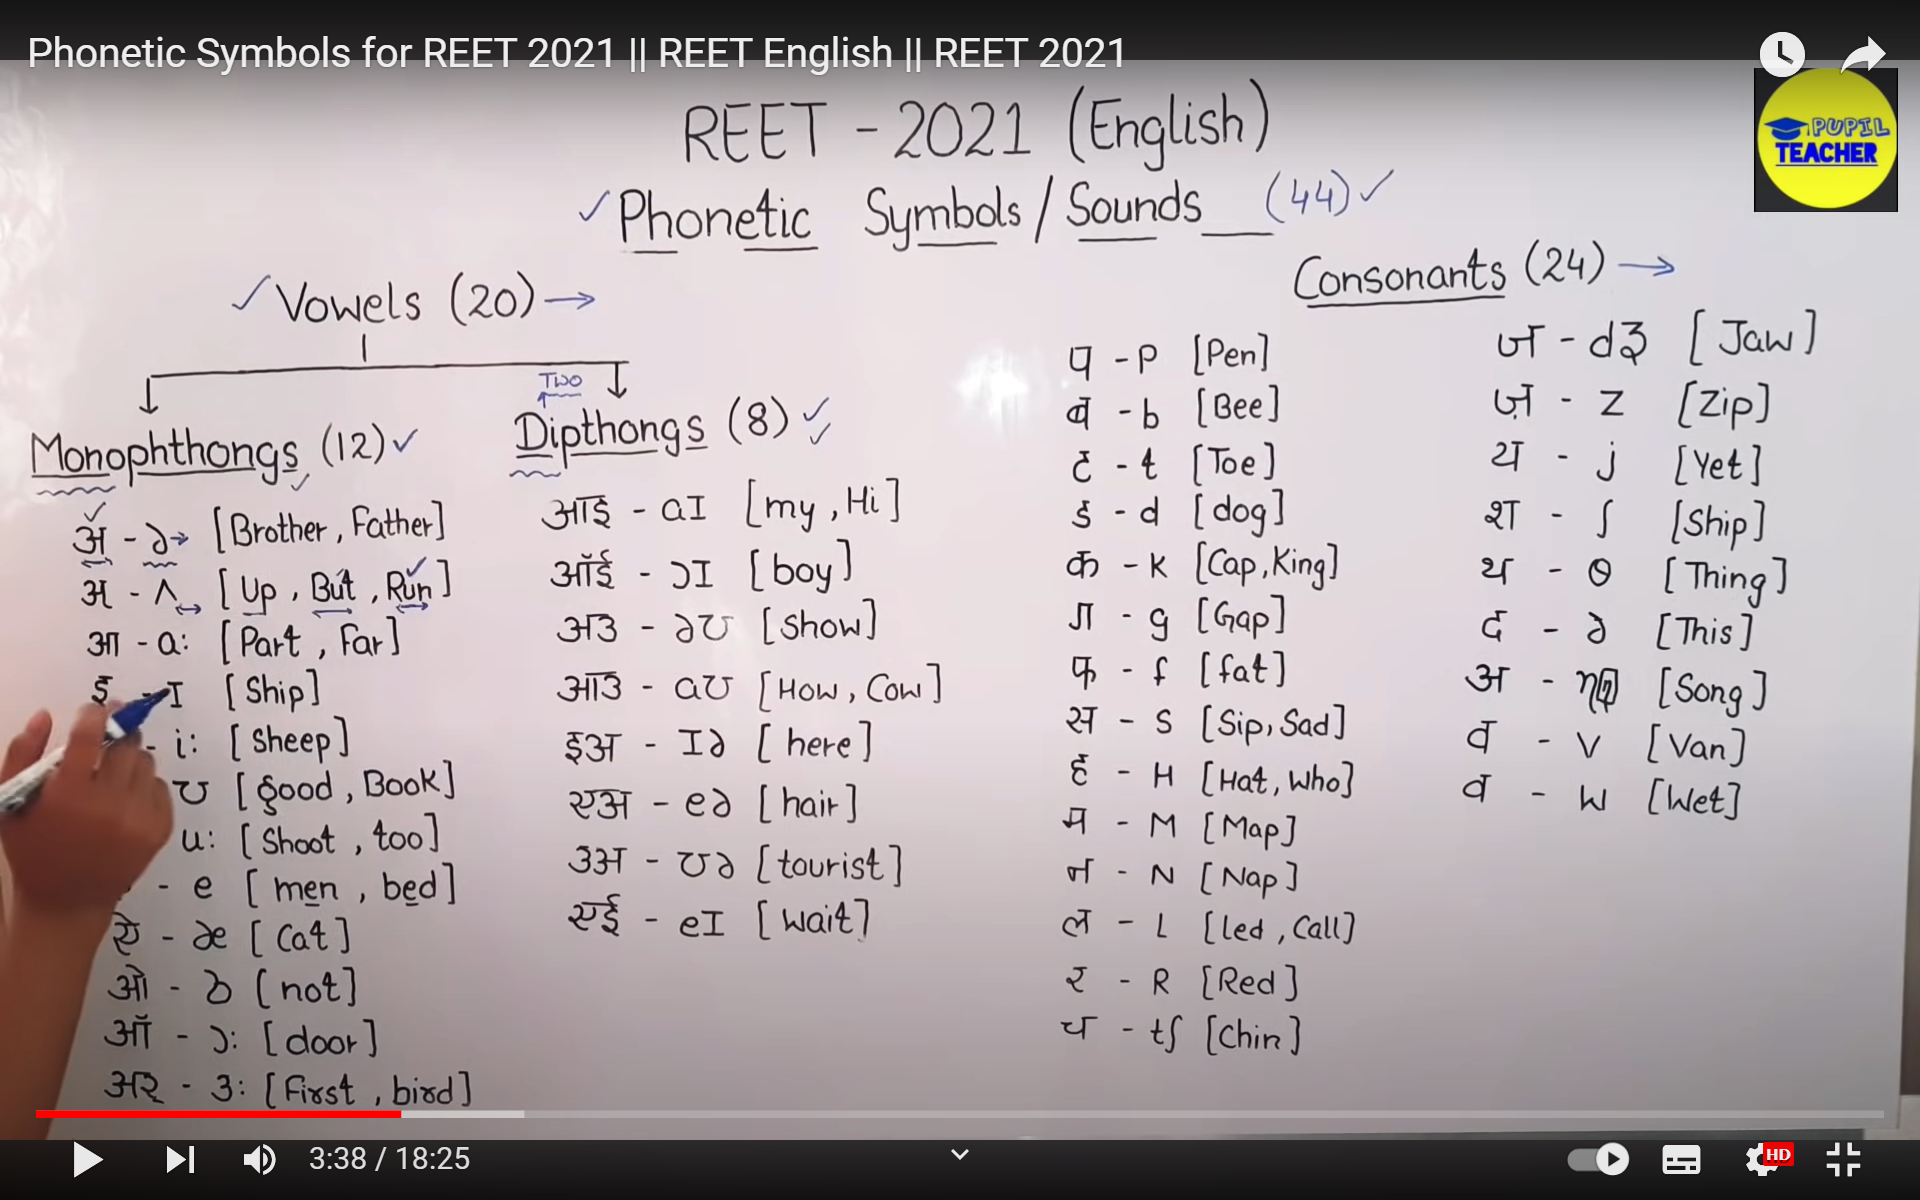 Phonetic Symbols for REET 2021 || REET English || REET 2021
PUPIL
TEACHER
REET - 2021 (English)
✓Phonetic Symbols / Sounds (44)✓
✓Vowels (20)→
Monophthongs (12)✓
अ - ə→ [Brother, Father]
अ - ʌ [Up, But, Run]
आ - a: [Part, Far]
इ - I [Ship]
- i: [Sheep]
ʊ [good, Book]
u: [Shoot, too]
- e [men, bed]
ऐ - æ [Cat]
ओ - ɒ [not]
ऑ - ɔ: [door]
अर् - 3: [First, bird]
Two
Dipthongs (8)✓
आइ - aI [my, Hi]
ऑई - ɔI [boy]
अउ - əʊ [Show]
आउ - aʊ [How, Cow]
इअ - Iə [here]
एअ - eə [hair]
उअ - ʊə [tourist]
एई - eI [wait]
Consonants (24)→
प - p [Pen]
ब - b [Bee]
ट - t [Toe]
ड - d [dog]
क - k [Cap, King]
ग - g [Gap]
फ - f [fat]
स - s [Sip, Sad]
ह - H [Hat, Who]
म - M [Map]
न - N [Nap]
ल - L [led, Call]
र - R [Red]
च - tʃ [Chin]
ज - dʒ [Jaw]
ज़ - z [Zip]
य - j [Yet]
श - ʃ [Ship]
थ - θ [Thing]
द - ð [This]
अ - η [Song]
व - v [Van]
व - w [Wet]
3:38 / 18:25
HD